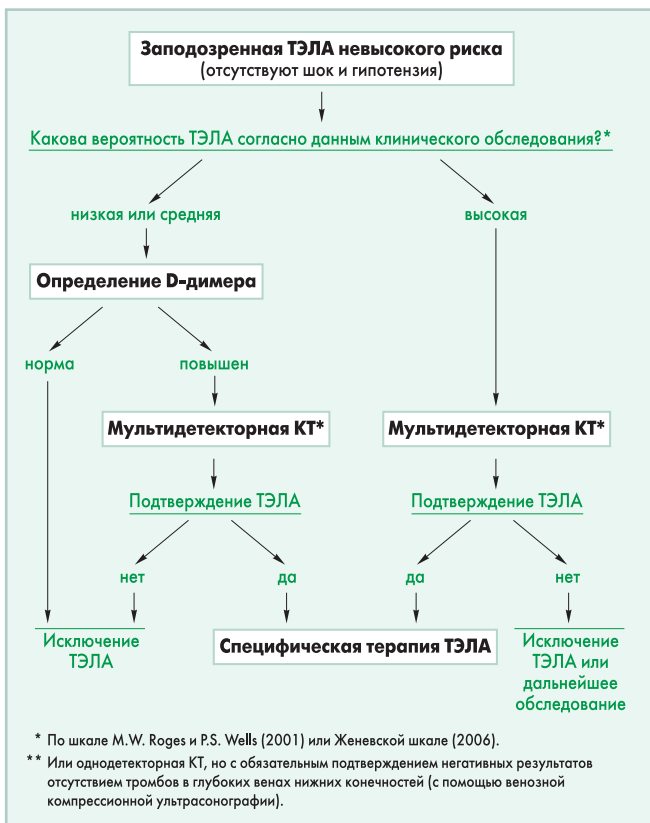 Заподозренная ТЭЛА невысокого риска
(отсутствуют шок и гипотензия)
Какова вероятность ТЭЛА согласно данным клинического обследования?*
низкая или средняя
высокая
Определение D-димера
норма
повышен
Мультидетекторная КТ*
Мультидетекторная КТ*
Подтверждение ТЭЛА
Подтверждение ТЭЛА
нет
да
да
нет
Исключение
ТЭЛА
Специфическая терапия ТЭЛА
Исключение
ТЭЛА или
дальнейшее
обследование
* По шкале M.W. Roges и P.S. Wells (2001) или Женевской шкале (2006).
** Или однодетекторная КТ, но с обязательным подтверждением негативных результатов
отсутствием тромбов в глубоких венах нижних конечностей (с помощью венозной
компрессионной ультрасонографии).